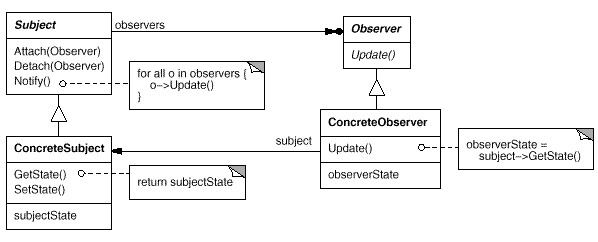 Subject
Attach(Observer)
Detach(Observer)
Notify()
observers
Observer
Update()
for all o in observers {
o->Update()
}
ConcreteSubject
GetState()
SetState()
subjectState
return subjectState
subject
ConcreteObserver
Update()
observerState
observerState =
subject->GetState()